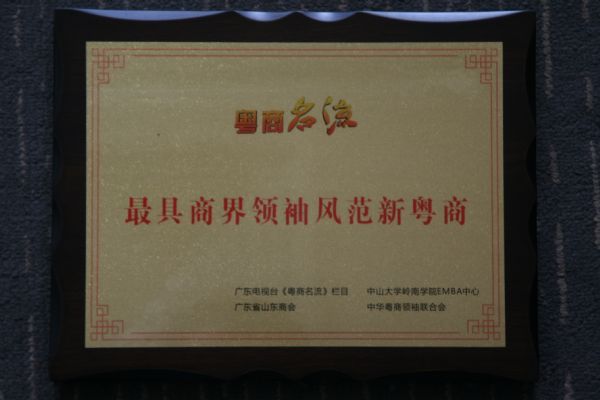 粤商名流
最具商界领袖风范新粤商
广东电视台《粤商名流》栏目 中山大学岭南学院EMBA中心
广东省山东商会 中华粤商领袖联合会